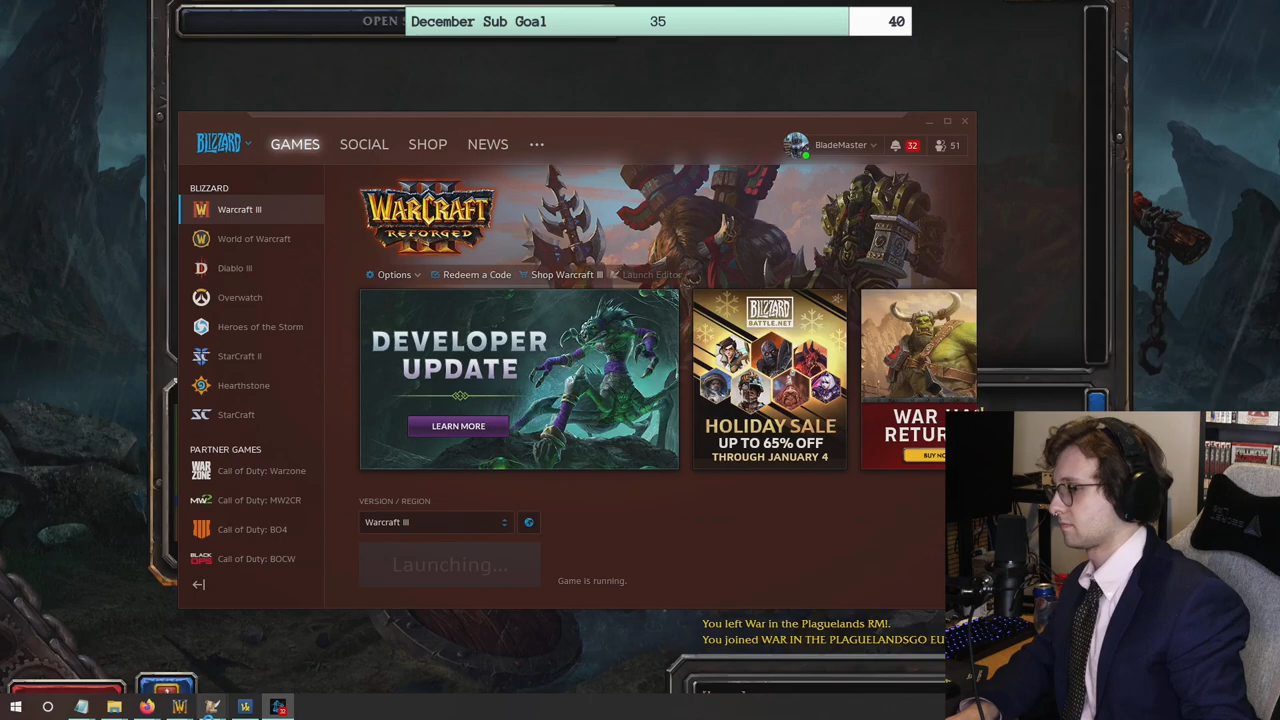 OPEN
December Sub Goal 35 40
BLIZZARD GAMES SOCIAL SHOP NEWS
BladeMaster 32 51
BLIZZARD
Warcraft III
World of Warcraft
Diablo III
Overwatch
Heroes of the Storm
StarCraft II
Hearthstone
StarCraft
PARTNER GAMES
Call of Duty: Warzone
Call of Duty: MW2CR
Call of Duty: BO4
Call of Duty: BOCW
WARCRAFT
III
REFORGED
Options Redeem a Code Shop Warcraft III Launch Editor
DEVELOPER
UPDATE
LEARN MORE
BLIZZARD
BATTLE.NET
HOLIDAY SALE
UP TO 65% OFF
THROUGH JANUARY 4
WAR
RETUR
BUY NO
VERSION / REGION
Warcraft III
Launching...
Game is running.
You left War in the Plaguelands RM!.
You joined WAR IN THE PLAGUELANDSGO EU